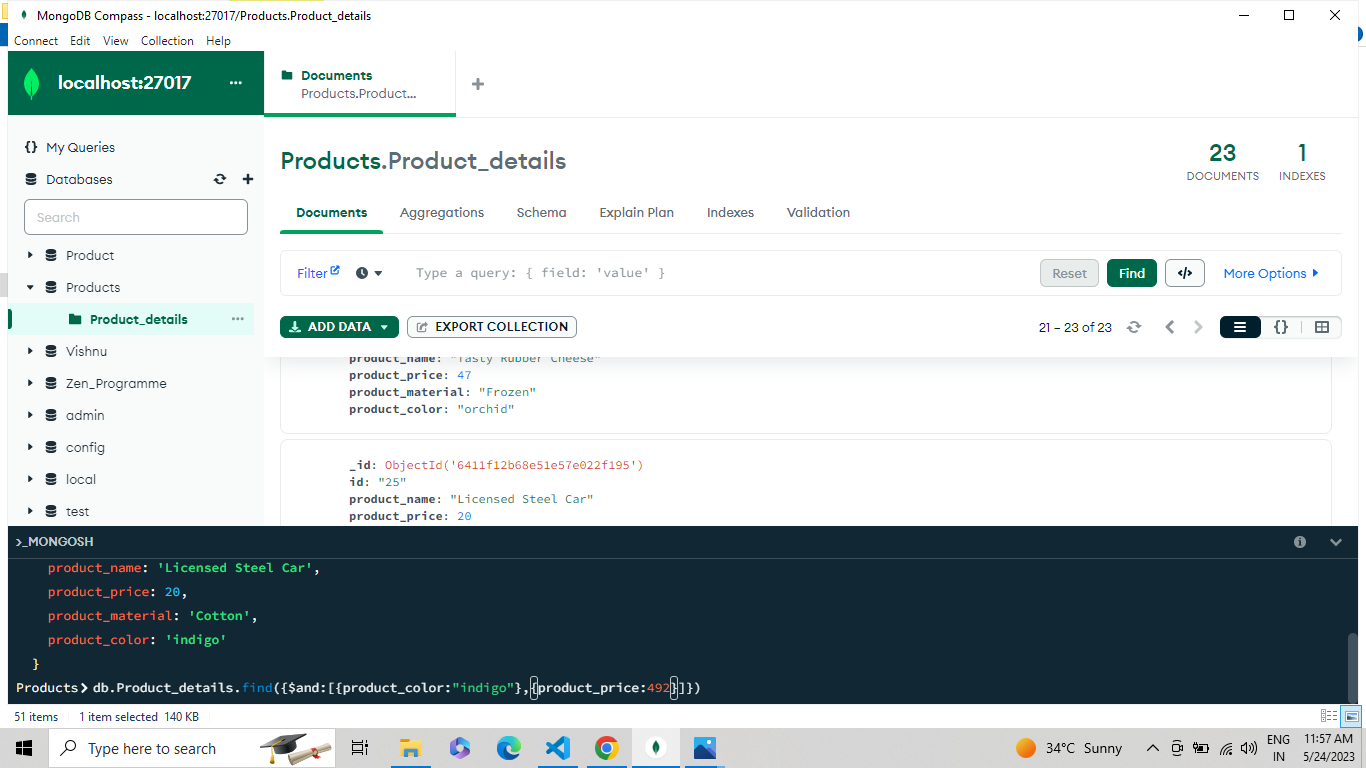 MongoDB Compass - localhost:27017/Products.Product_details
Connect Edit View Collection Help
localhost:27017 ...
Documents
Products.Product...
My Queries
Databases
Search
Product
Products
Product_details ...
Vishnu
Zen_Programme
admin
config
local
test
Products.Product_details
23
DOCUMENTS
1
INDEXES
Documents Aggregations Schema Explain Plan Indexes Validation
Filter Type a query: { field: 'value' } Reset Find </> More Options
ADD DATA EXPORT COLLECTION 21 – 23 of 23 {}
product_name: "Tasty Rubber Cheese"
product_price: 47
product_material: "Frozen"
product_color: "orchid"
_id: ObjectId('6411f12b68e51e57e022f195')
id: "25"
product_name: "Licensed Steel Car"
product_price: 20
>_MONGOSH
product_name: 'Licensed Steel Car',
product_price: 20,
product_material: 'Cotton',
product_color: 'indigo'
}
Products> db.Product_details.find({$and:[{product_color:"indigo"},{product_price:492}]})
51 items 1 item selected 140 KB
Type here to search
34°C Sunny
ENG
IN
11:57 AM
5/24/2023